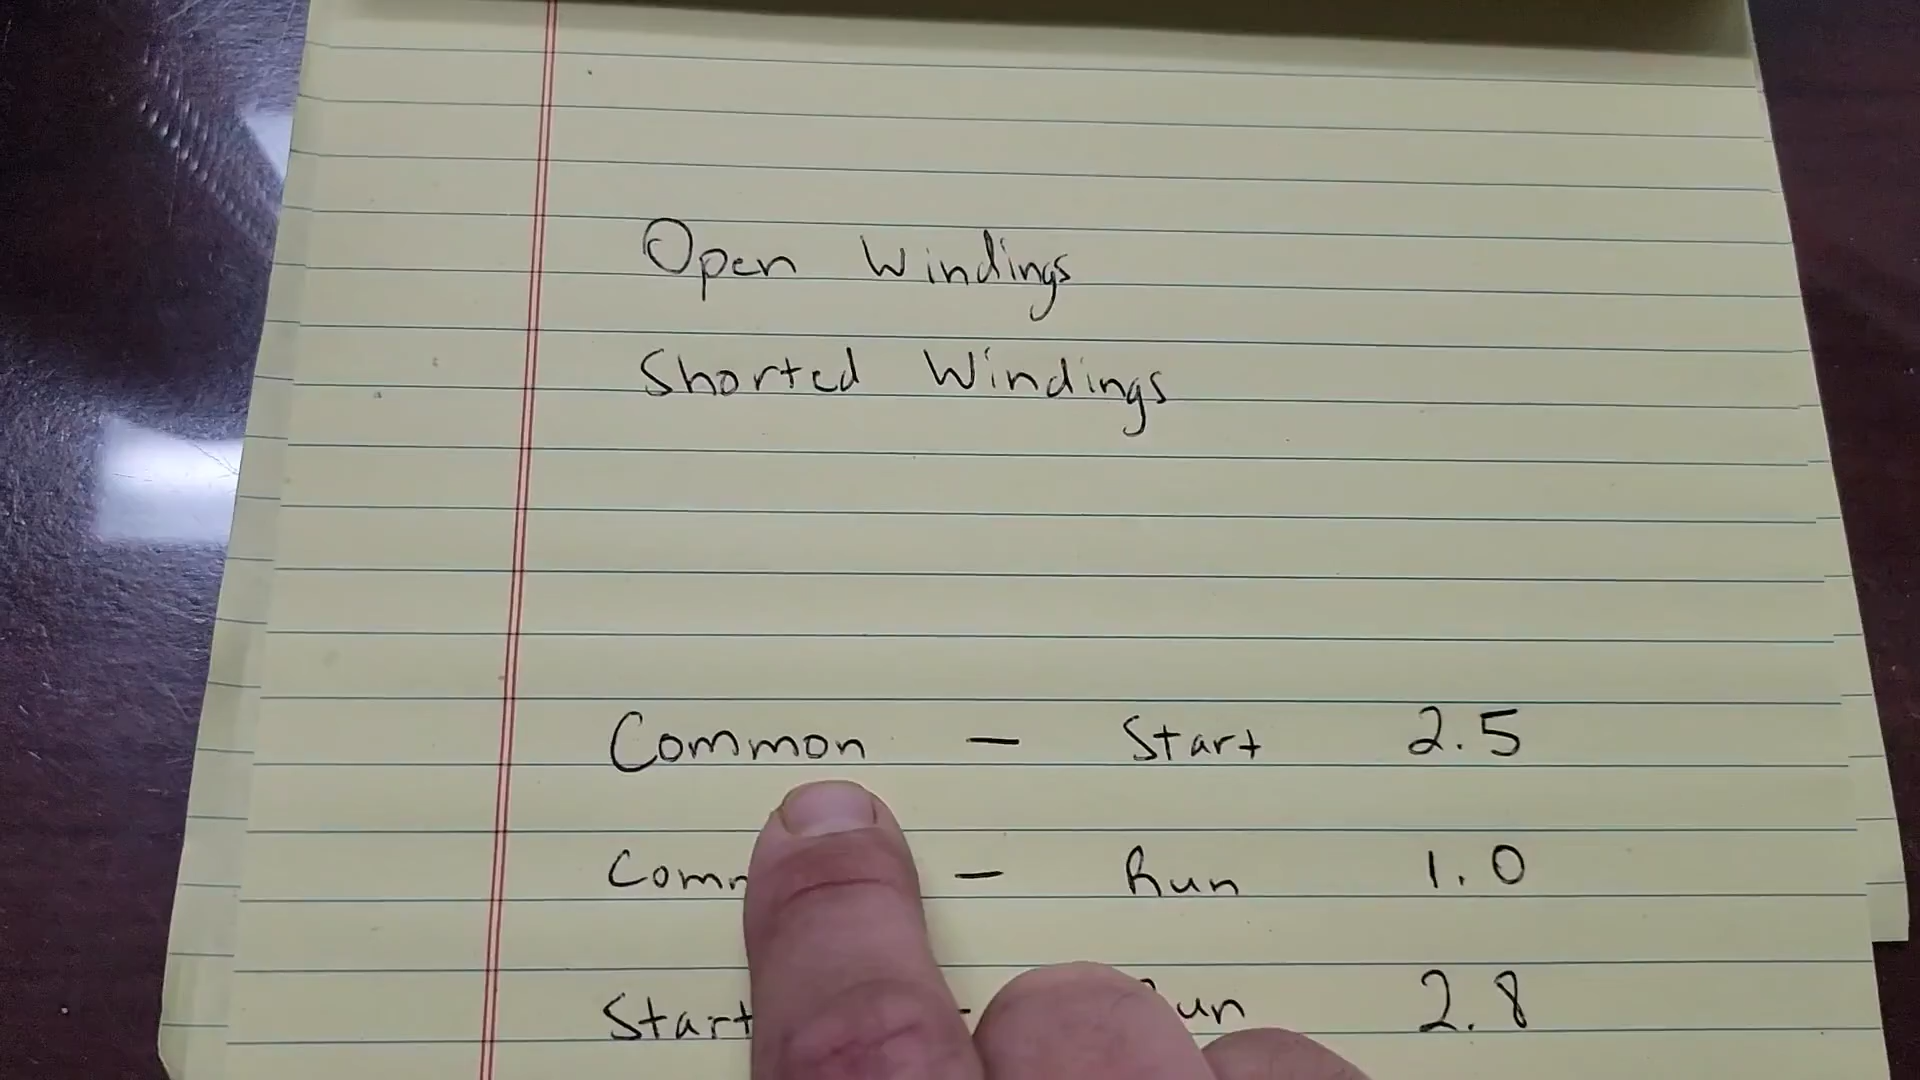 Open Windings
Shorted Windings
Common - Start 2.5
- Run 1.0
Start - 2.8